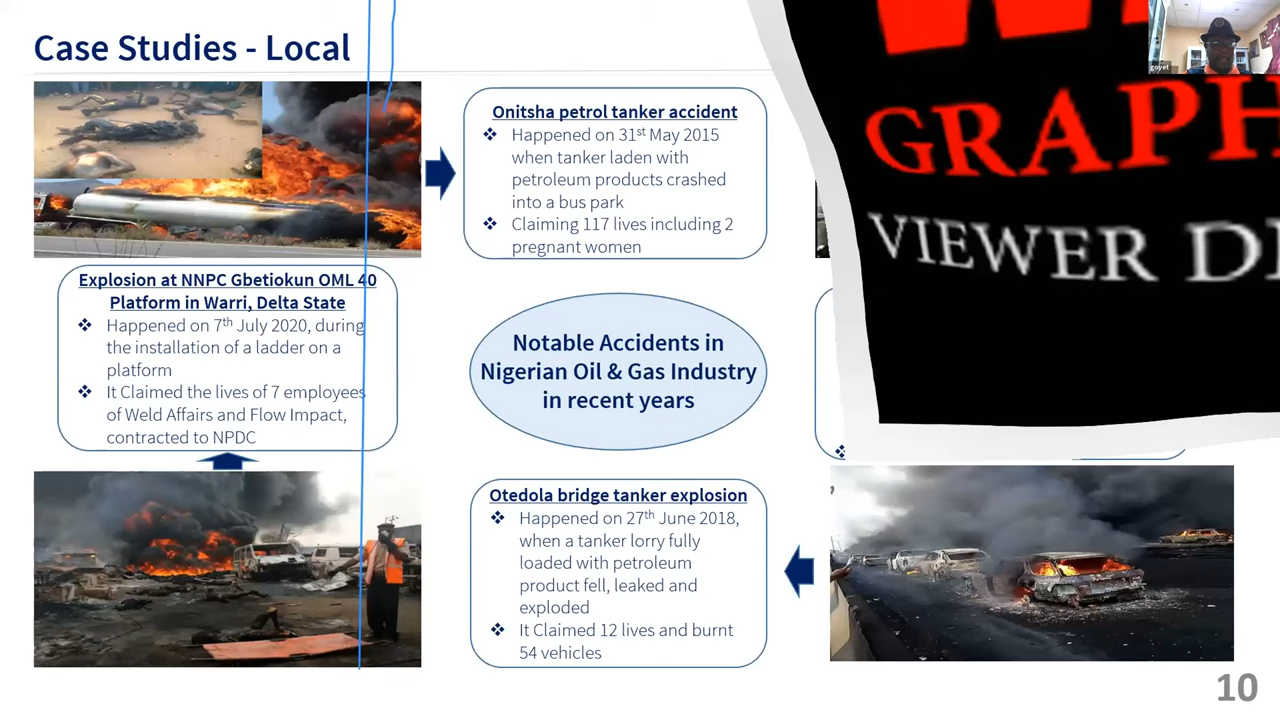 Case Studies - Local
goyet
GRAPH
VIEWER DI
Onitsha petrol tanker accident
❖ Happened on 31st May 2015
when tanker laden with
petroleum products crashed
into a bus park
❖ Claiming 117 lives including 2
pregnant women
Explosion at NNPC Gbetiokun OML 40
Platform in Warri, Delta State
❖ Happened on 7th July 2020, during
the installation of a ladder on a
platform
❖ It Claimed the lives of 7 employees
of Weld Affairs and Flow Impact,
contracted to NPDC
Notable Accidents in
Nigerian Oil & Gas Industry
in recent years
Otedola bridge tanker explosion
❖ Happened on 27th June 2018,
when a tanker lorry fully
loaded with petroleum
product fell, leaked and
exploded
❖ It Claimed 12 lives and burnt
54 vehicles
10